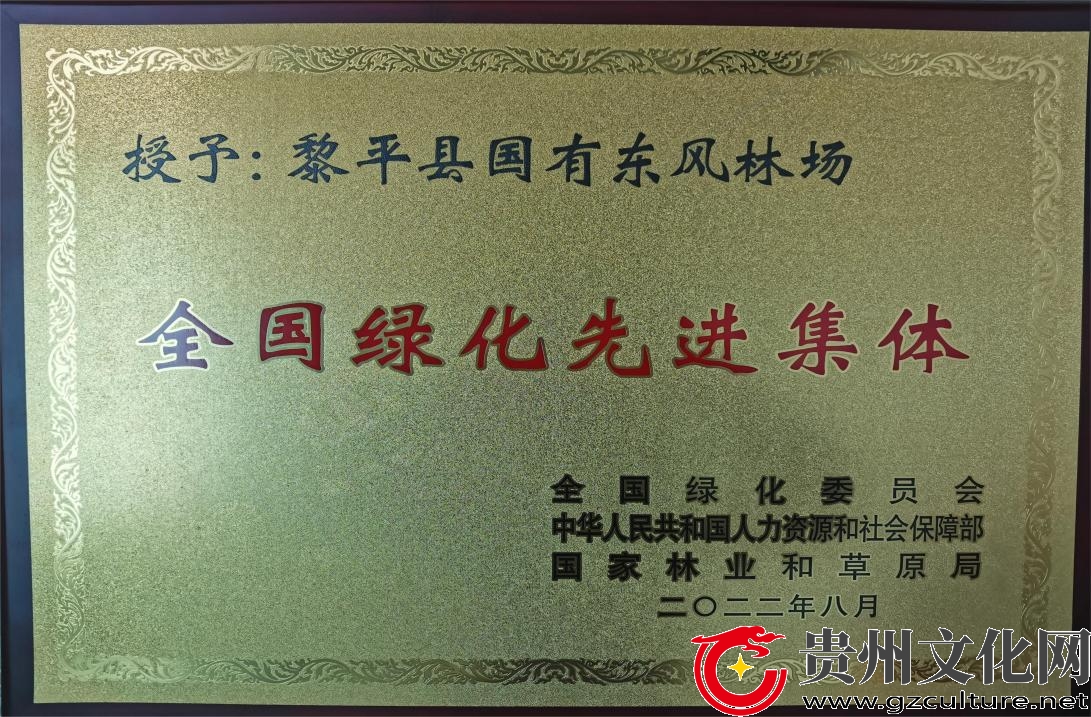 授予：黎平县国有东风林场
全国绿化先进集体
全国绿化委员会
中华人民共和国人力资源和社会保障部
国家林业和草原局
二〇二二年八月
贵州文化网
www.gzculture.net